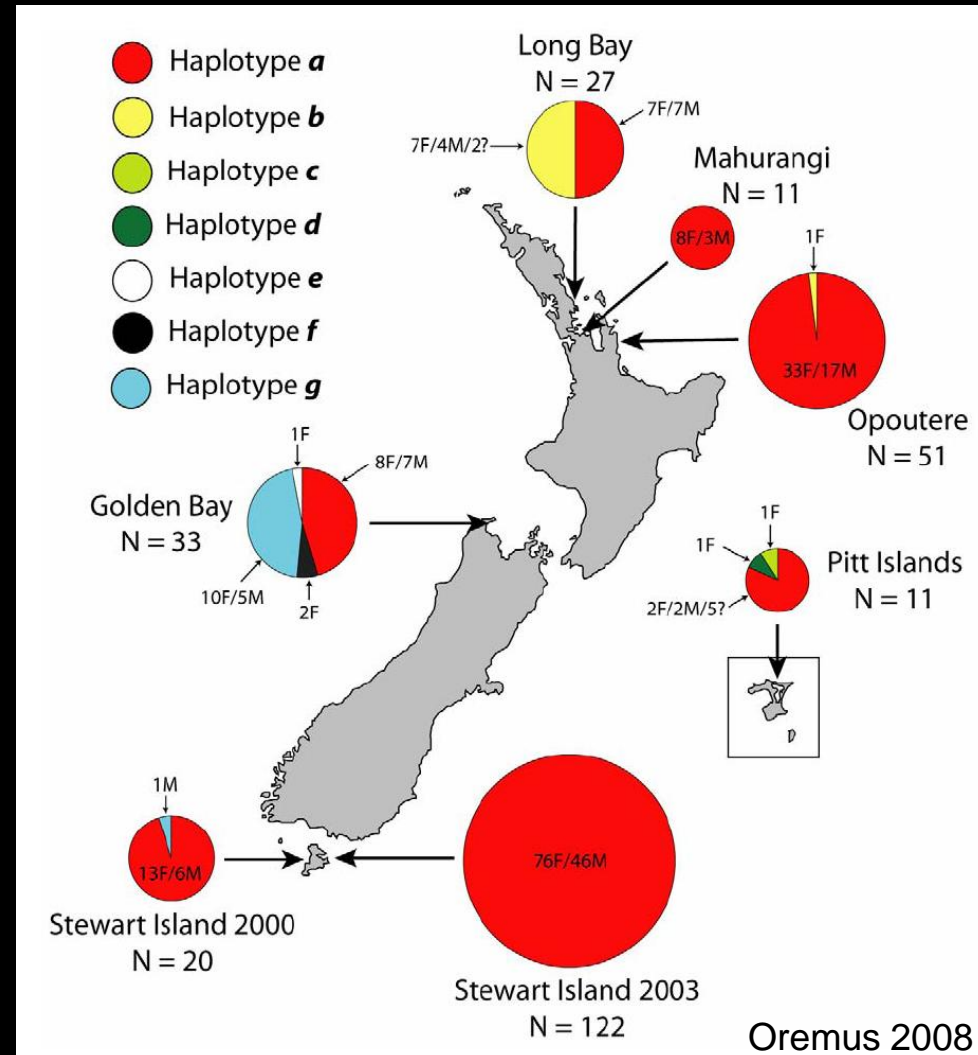 Haplotype a
Haplotype b
Haplotype c
Haplotype d
Haplotype e
Haplotype f
Haplotype g
Long Bay
N = 27
7F/4M/2?
7F/7M
Mahurangi
N = 11
8F/3M
1F
33F/17M
Opoutere
N = 51
1F
8F/7M
Golden Bay
N = 33
10F/5M
2F
1F
1F
2F/2M/5?
Pitt Islands
N = 11
1M
13F/6M
Stewart Island 2000
N = 20
76F/46M
Stewart Island 2003
N = 122
Oremus 2008